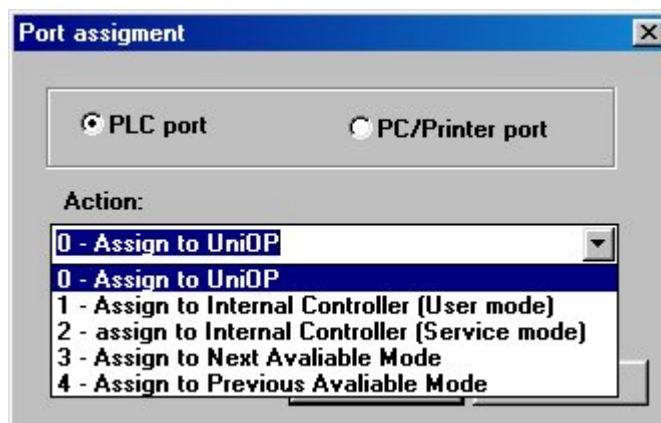 Port assigment
PLC port
PC/Printer port
Action:
0 - Assign to UniOP
0 - Assign to UniOP
1 - Assign to Internal Controller (User mode)
2 - assign to Internal Controller (Service mode)
3 - Assign to Next Avaliable Mode
4 - Assign to Previous Avaliable Mode